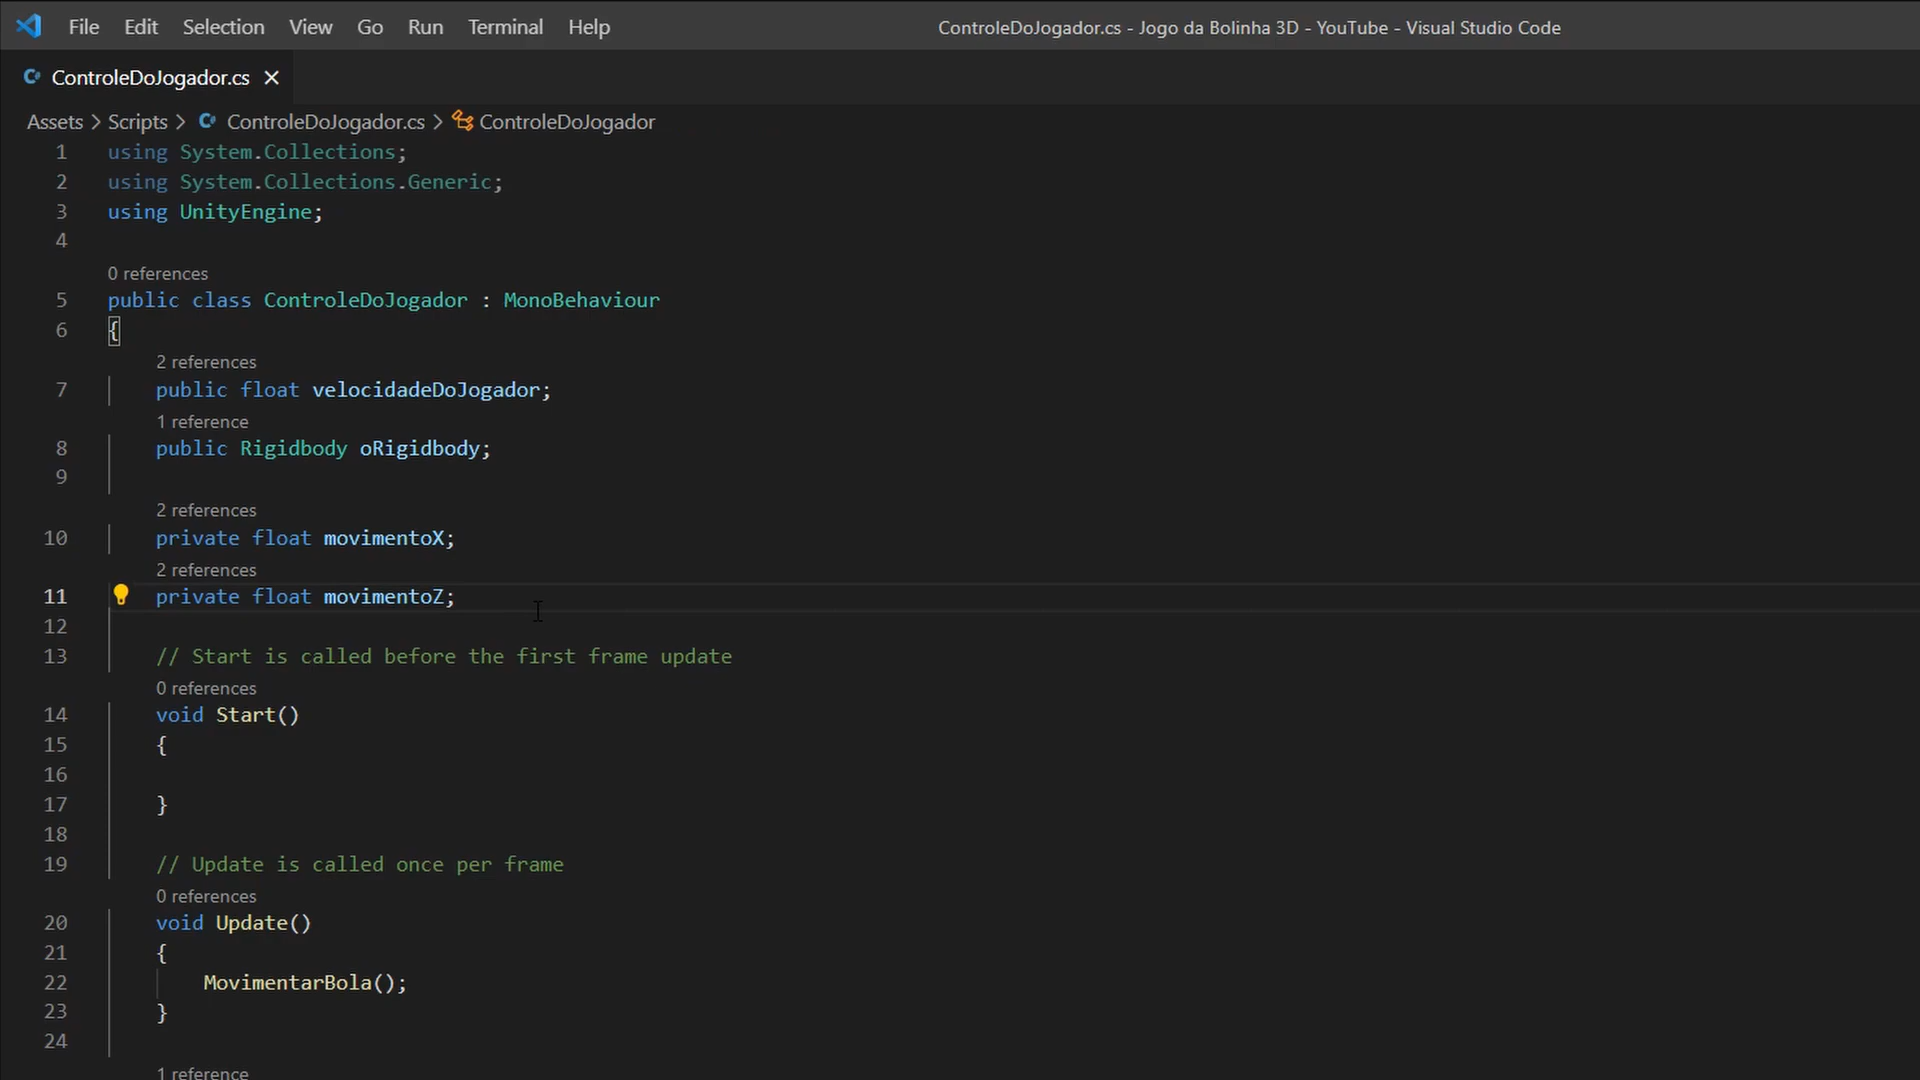 File Edit Selection View Go Run Terminal Help ControleDoJogador.cs - Jogo da Bolinha 3D - YouTube - Visual Studio Code
ControleDoJogador.cs
Assets > Scripts > ControleDoJogador.cs > ControleDoJogador
1 using System.Collections;
2 using System.Collections.Generic;
3 using UnityEngine;
4
0 references
5 public class ControleDoJogador : MonoBehaviour
6 {
2 references
7 public float velocidadeDoJogador;
1 reference
8 public Rigidbody oRigidbody;
9
2 references
10 private float movimentoX;
2 references
11 private float movimentoZ;
12
13 // Start is called before the first frame update
0 references
14 void Start()
15 {
16
17 }
18
19 // Update is called once per frame
0 references
20 void Update()
21 {
22 MovimentarBola();
23 }
24
1 reference